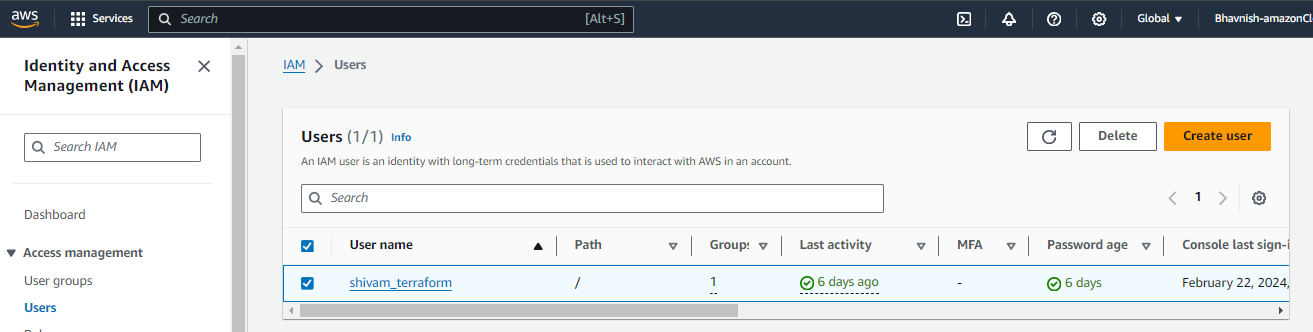 aws Services Search [Alt+S] Global Bhavnish-amazonCl
Identity and Access
Management (IAM)
Search IAM
Dashboard
Access management
User groups
Users
IAM Users
Users (1/1) Info
Delete
Create user
An IAM user is an identity with long-term credentials that is used to interact with AWS in an account.
Search
1
User name Path Groups Last activity MFA Password age Console last sign-i
shivam_terraform / 1 6 days ago - 6 days February 22, 2024,